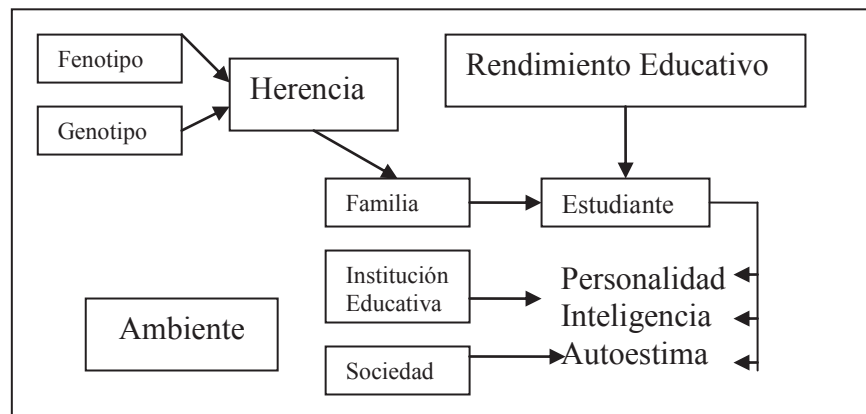 Fenotipo
Genotipo
Herencia
Rendimiento Educativo
Familia
Estudiante
Institución
Educativa
Personalidad
Inteligencia
Autoestima
Ambiente
Sociedad